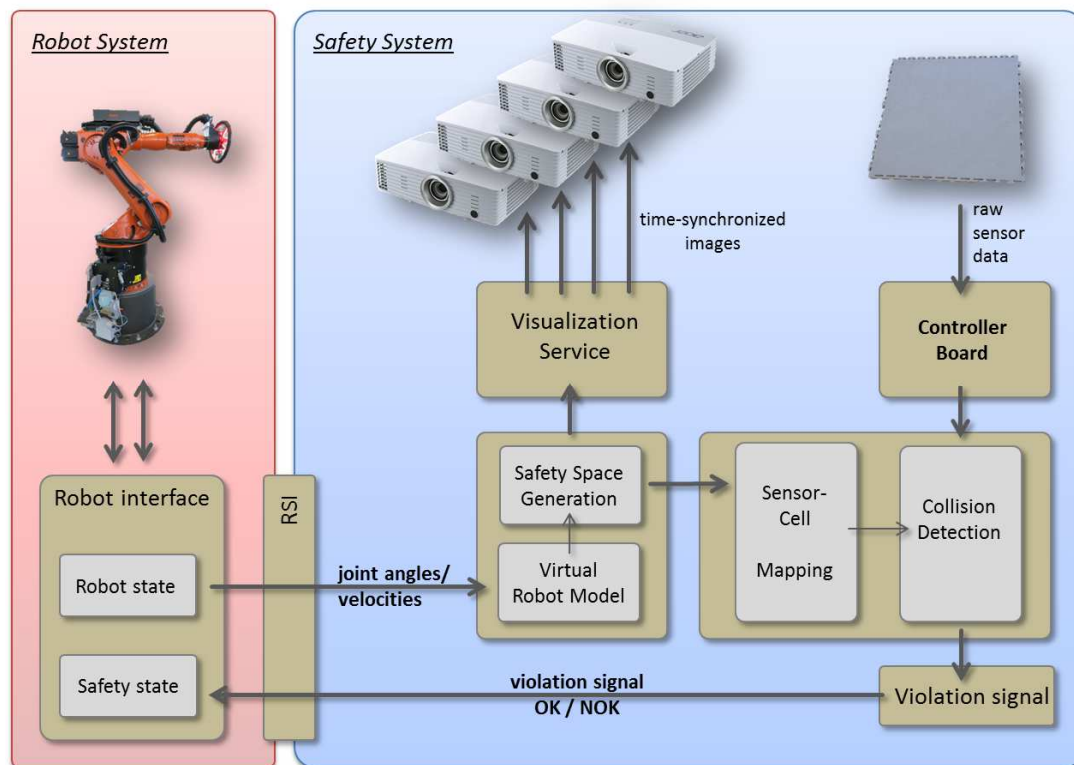 Robot System
Safety System
acer
time-synchronized
images
raw
sensor
data
Visualization
Service
Controller
Board
Robot interface
RSI
Safety Space
Generation
Sensor-
Cell
Mapping
Collision
Detection
Robot state
joint angles/
velocities
Virtual
Robot Model
Safety state
violation signal
OK / NOK
Violation signal